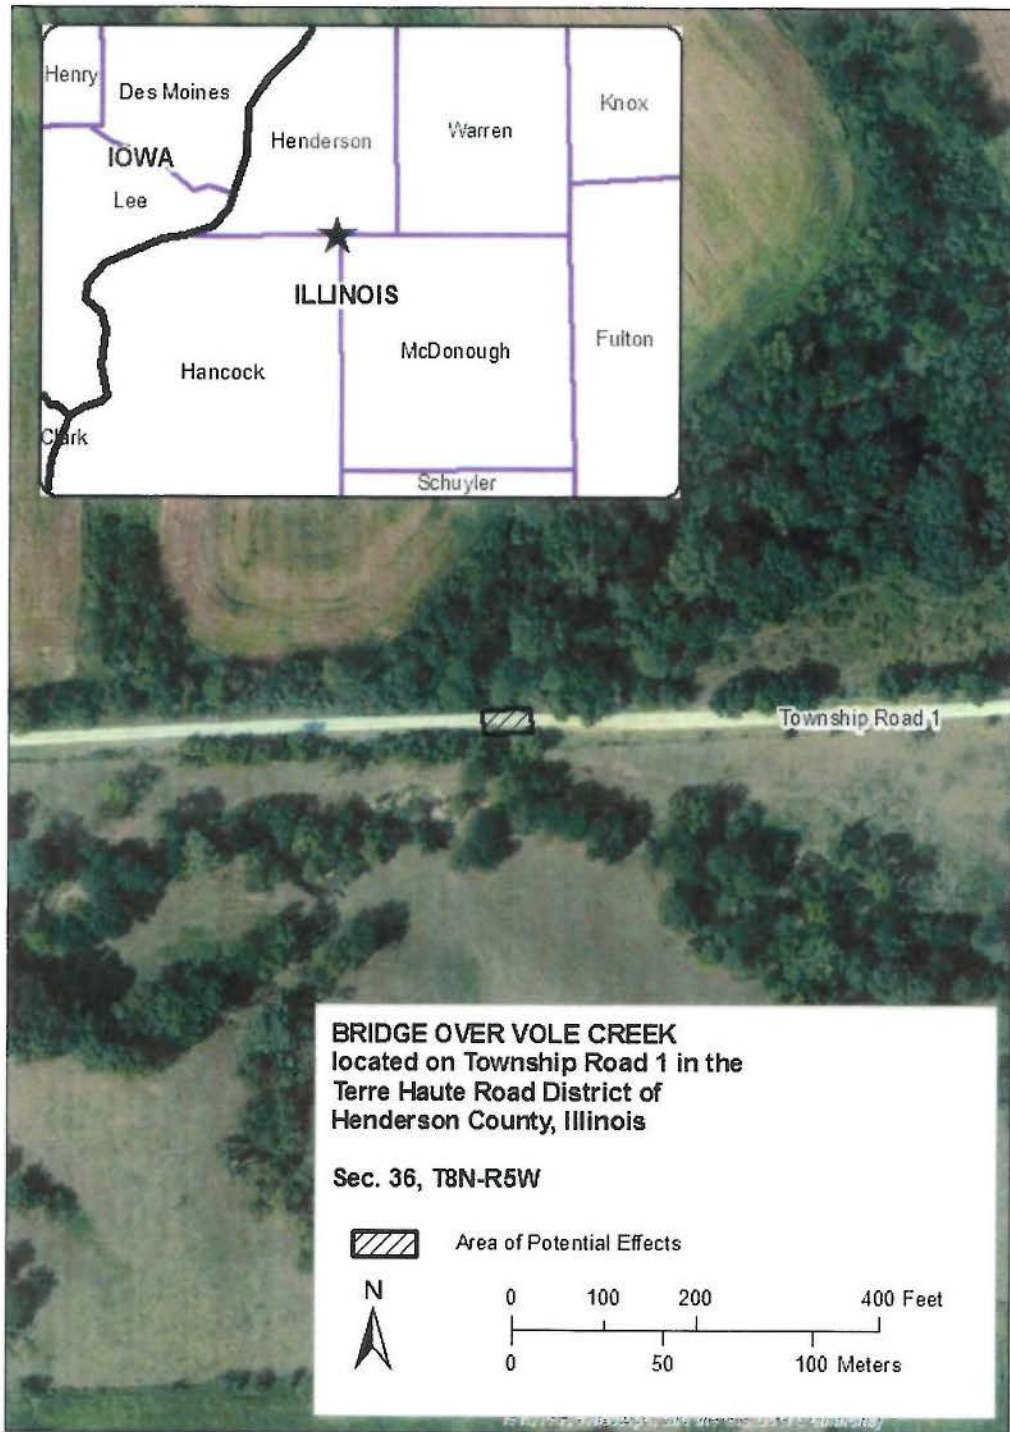 Henry
Des Moines
Henderson
Warren
Knox
IOWA
Lee
ILLINOIS
Hancock
McDonough
Fulton
Clark
Schuyler
Township Road 1
BRIDGE OVER VOLE CREEK
located on Township Road 1 in the
Terre Haute Road District of
Henderson County, Illinois
Sec. 36, T8N-R5W
Area of Potential Effects
N
0 100 200 400 Feet
0 50 100 Meters